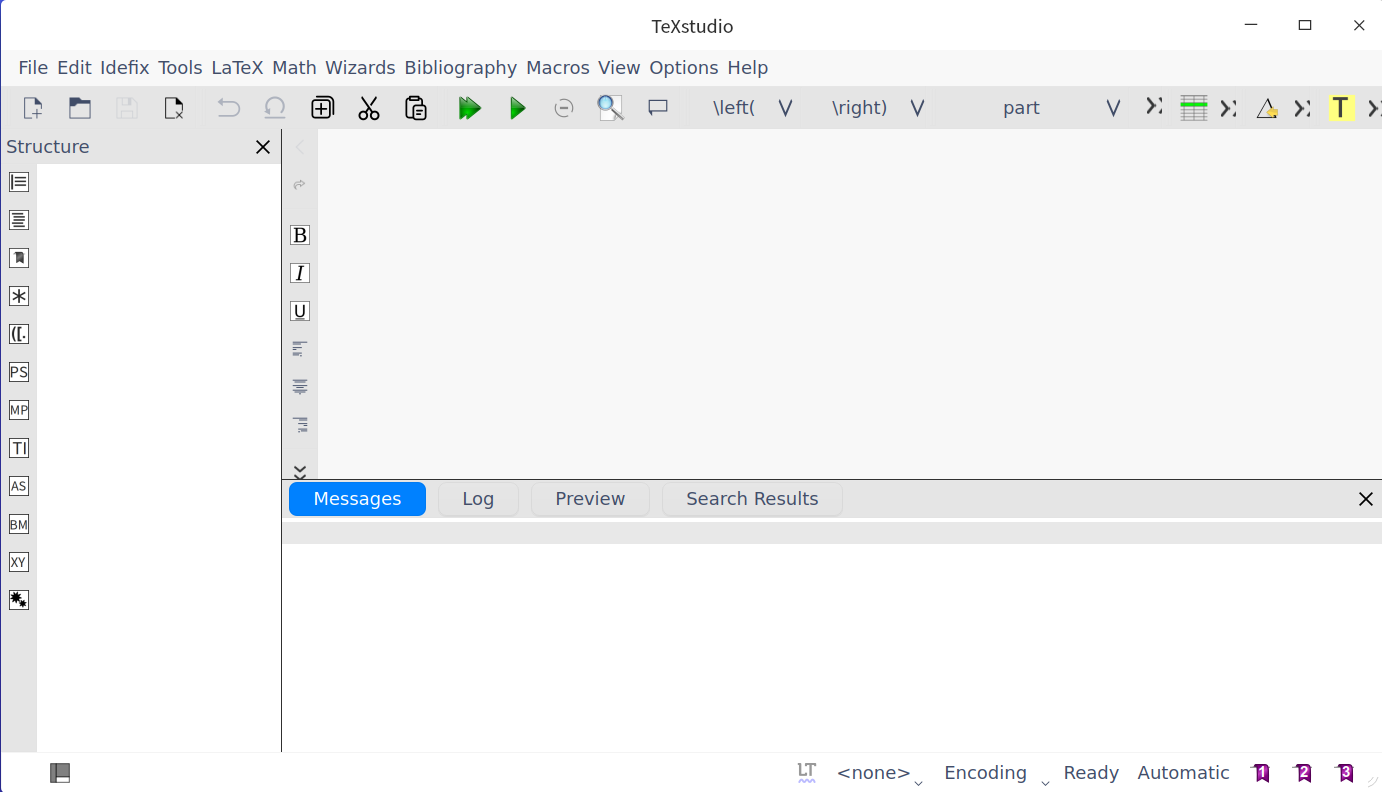 TeXstudio
File Edit Idefix Tools LaTeX Math Wizards Bibliography Macros View Options Help
\left( \right) part T
Structure
B
I
U
([.
PS
MP
TI
AS
BM
XY
Messages Log Preview Search Results
LT <none> Encoding Ready Automatic 1 2 3